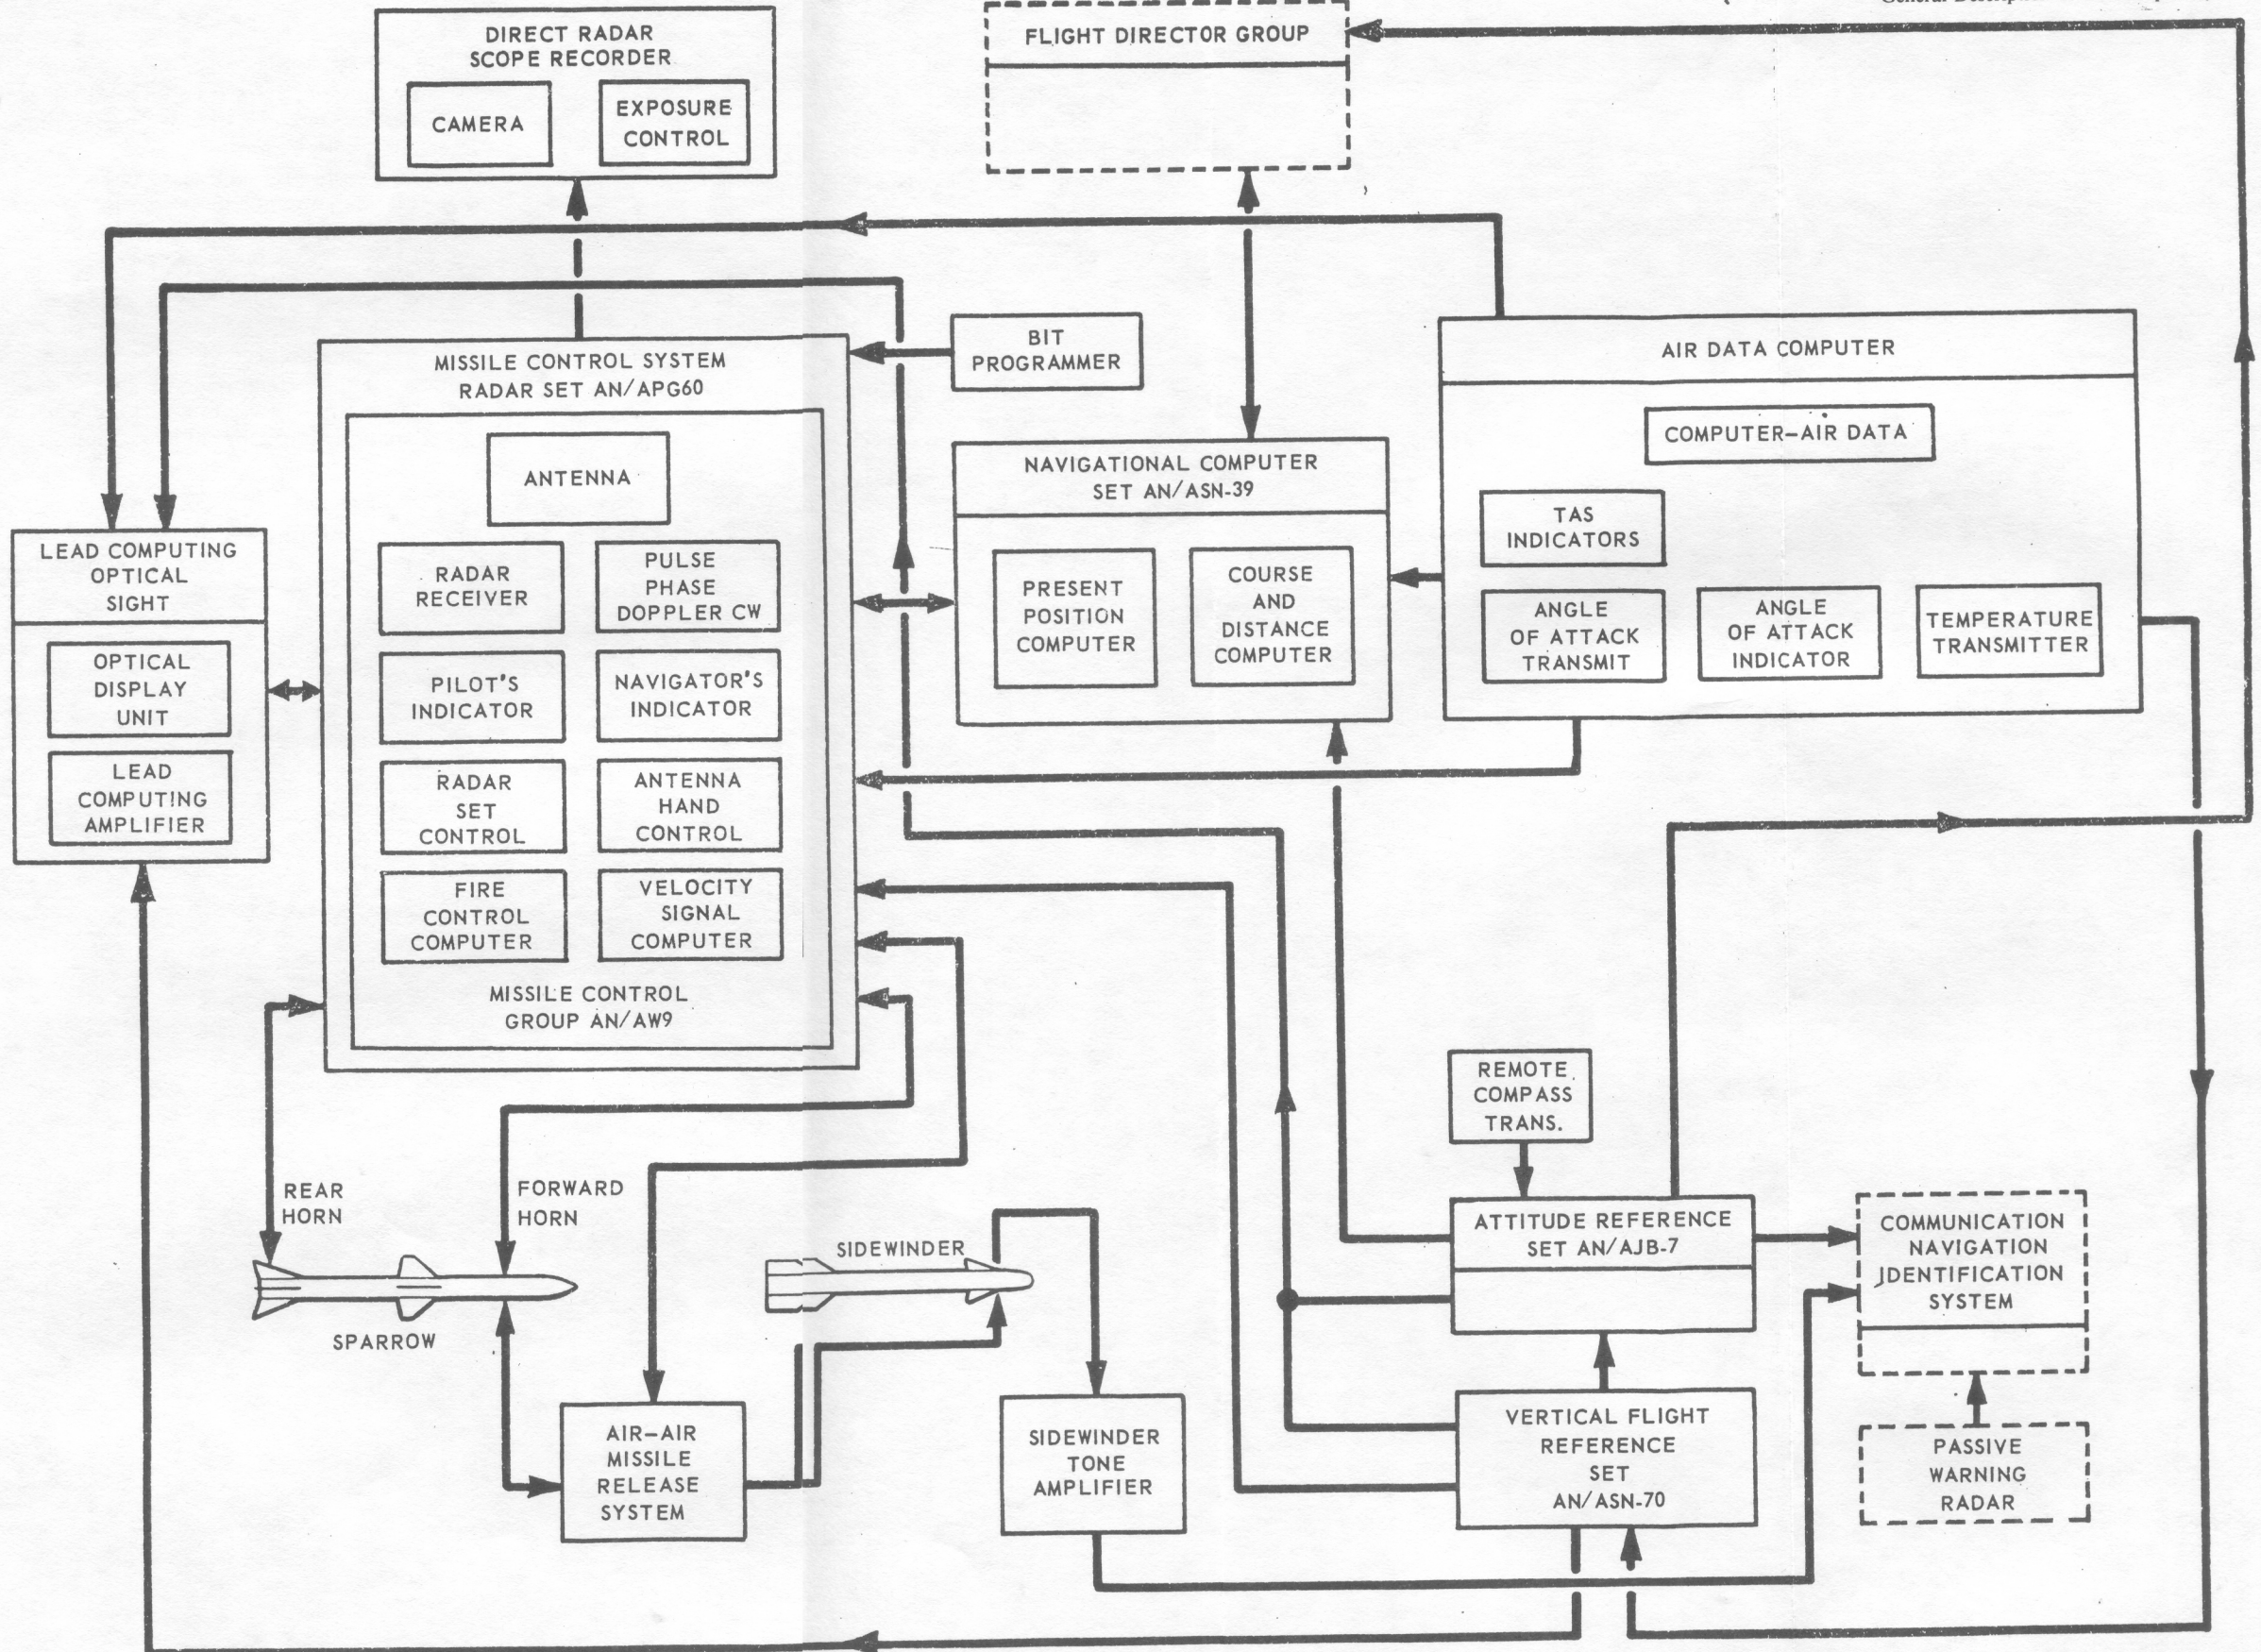 General Descript
DIRECT RADAR
SCOPE RECORDER
CAMERA
EXPOSURE
CONTROL
FLIGHT DIRECTOR GROUP
MISSILE CONTROL SYSTEM
RADAR SET AN/APG60
BIT
PROGRAMMER
AIR DATA COMPUTER
COMPUTER-AIR DATA
TAS
INDICATORS
ANGLE
OF ATTACK
TRANSMIT
ANGLE
OF ATTACK
INDICATOR
TEMPERATURE
TRANSMITTER
NAVIGATIONAL COMPUTER
SET AN/ASN-39
PRESENT
POSITION
COMPUTER
COURSE
AND
DISTANCE
COMPUTER
ANTENNA
RADAR
RECEIVER
PULSE
PHASE
DOPPLER CW
PILOT'S
INDICATOR
NAVIGATOR'S
INDICATOR
RADAR
SET
CONTROL
ANTENNA
HAND
CONTROL
FIRE
CONTROL
COMPUTER
VELOCITY
SIGNAL
COMPUTER
MISSILE CONTROL
GROUP AN/AW9
LEAD COMPUTING
OPTICAL
SIGHT
OPTICAL
DISPLAY
UNIT
LEAD
COMPUTING
AMPLIFIER
REAR
HORN
FORWARD
HORN
SPARROW
SIDEWINDER
AIR-AIR
MISSILE
RELEASE
SYSTEM
SIDEWINDER
TONE
AMPLIFIER
REMOTE
COMPASS
TRANS.
ATTITUDE REFERENCE
SET AN/AJB-7
VERTICAL FLIGHT
REFERENCE
SET
AN/ASN-70
COMMUNICATION
NAVIGATION
IDENTIFICATION
SYSTEM
PASSIVE
WARNING
RADAR